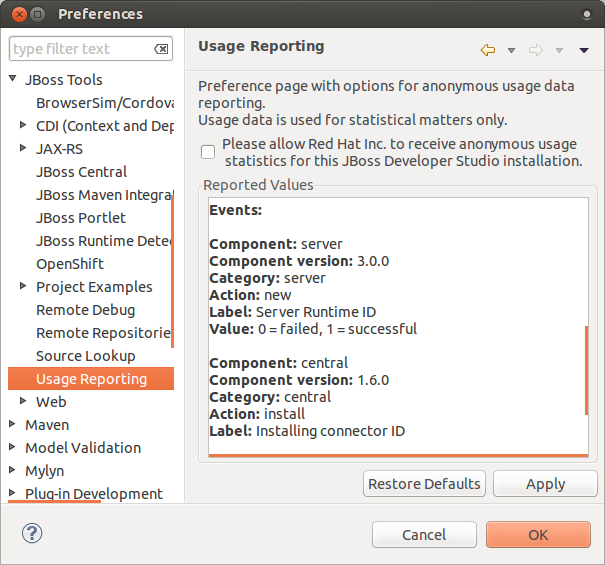 Preferences
type filter text
JBoss Tools
BrowserSim/Cordova
CDI (Context and Dep
JAX-RS
JBoss Central
JBoss Maven Integrat
JBoss Portlet
JBoss Runtime Detec
OpenShift
Project Examples
Remote Debug
Remote Repositorie
Source Lookup
Usage Reporting
Web
Maven
Model Validation
Mylyn
Plug-in Development
Usage Reporting
Preference page with options for anonymous usage data
reporting.
Usage data is used for statistical matters only.
Please allow Red Hat Inc. to receive anonymous usage
statistics for this JBoss Developer Studio installation.
Reported Values
Events:
Component: server
Component version: 3.0.0
Category: server
Action: new
Label: Server Runtime ID
Value: 0 = failed, 1 = successful
Component: central
Component version: 1.6.0
Category: central
Action: install
Label: Installing connector ID
Restore Defaults
Apply
?
Cancel
OK